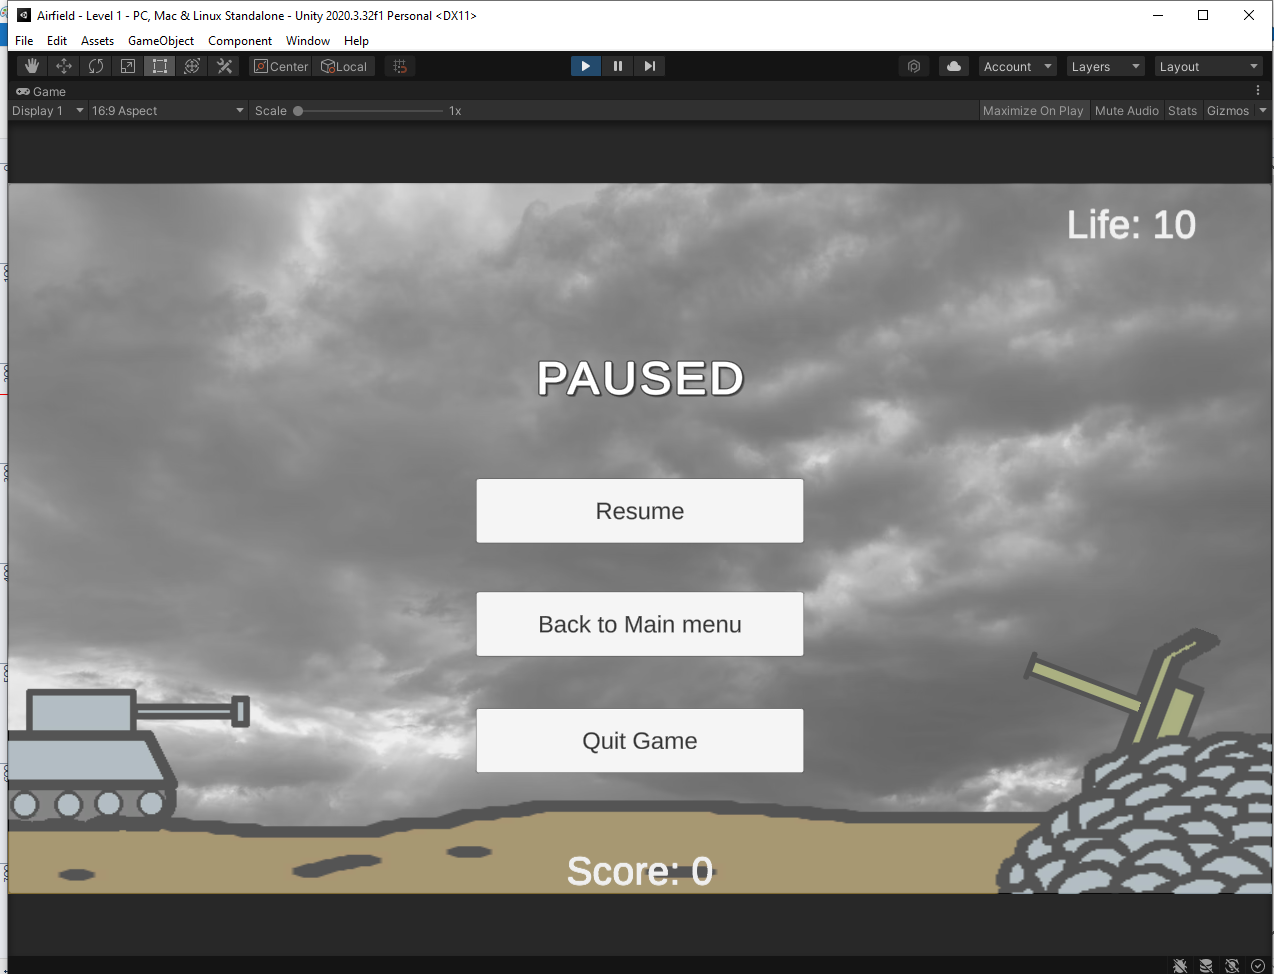 Airfield - Level 1 - PC, Mac & Linux Standalone - Unity 2020.3.32f1 Personal <DX11>
File Edit Assets GameObject Component Window Help
Center Local Account Layers Layout
Game
Display 1 16:9 Aspect Scale 1x Maximize On Play Mute Audio Stats Gizmos
Life: 10
PAUSED
Resume
Back to Main menu
Quit Game
Score: 0